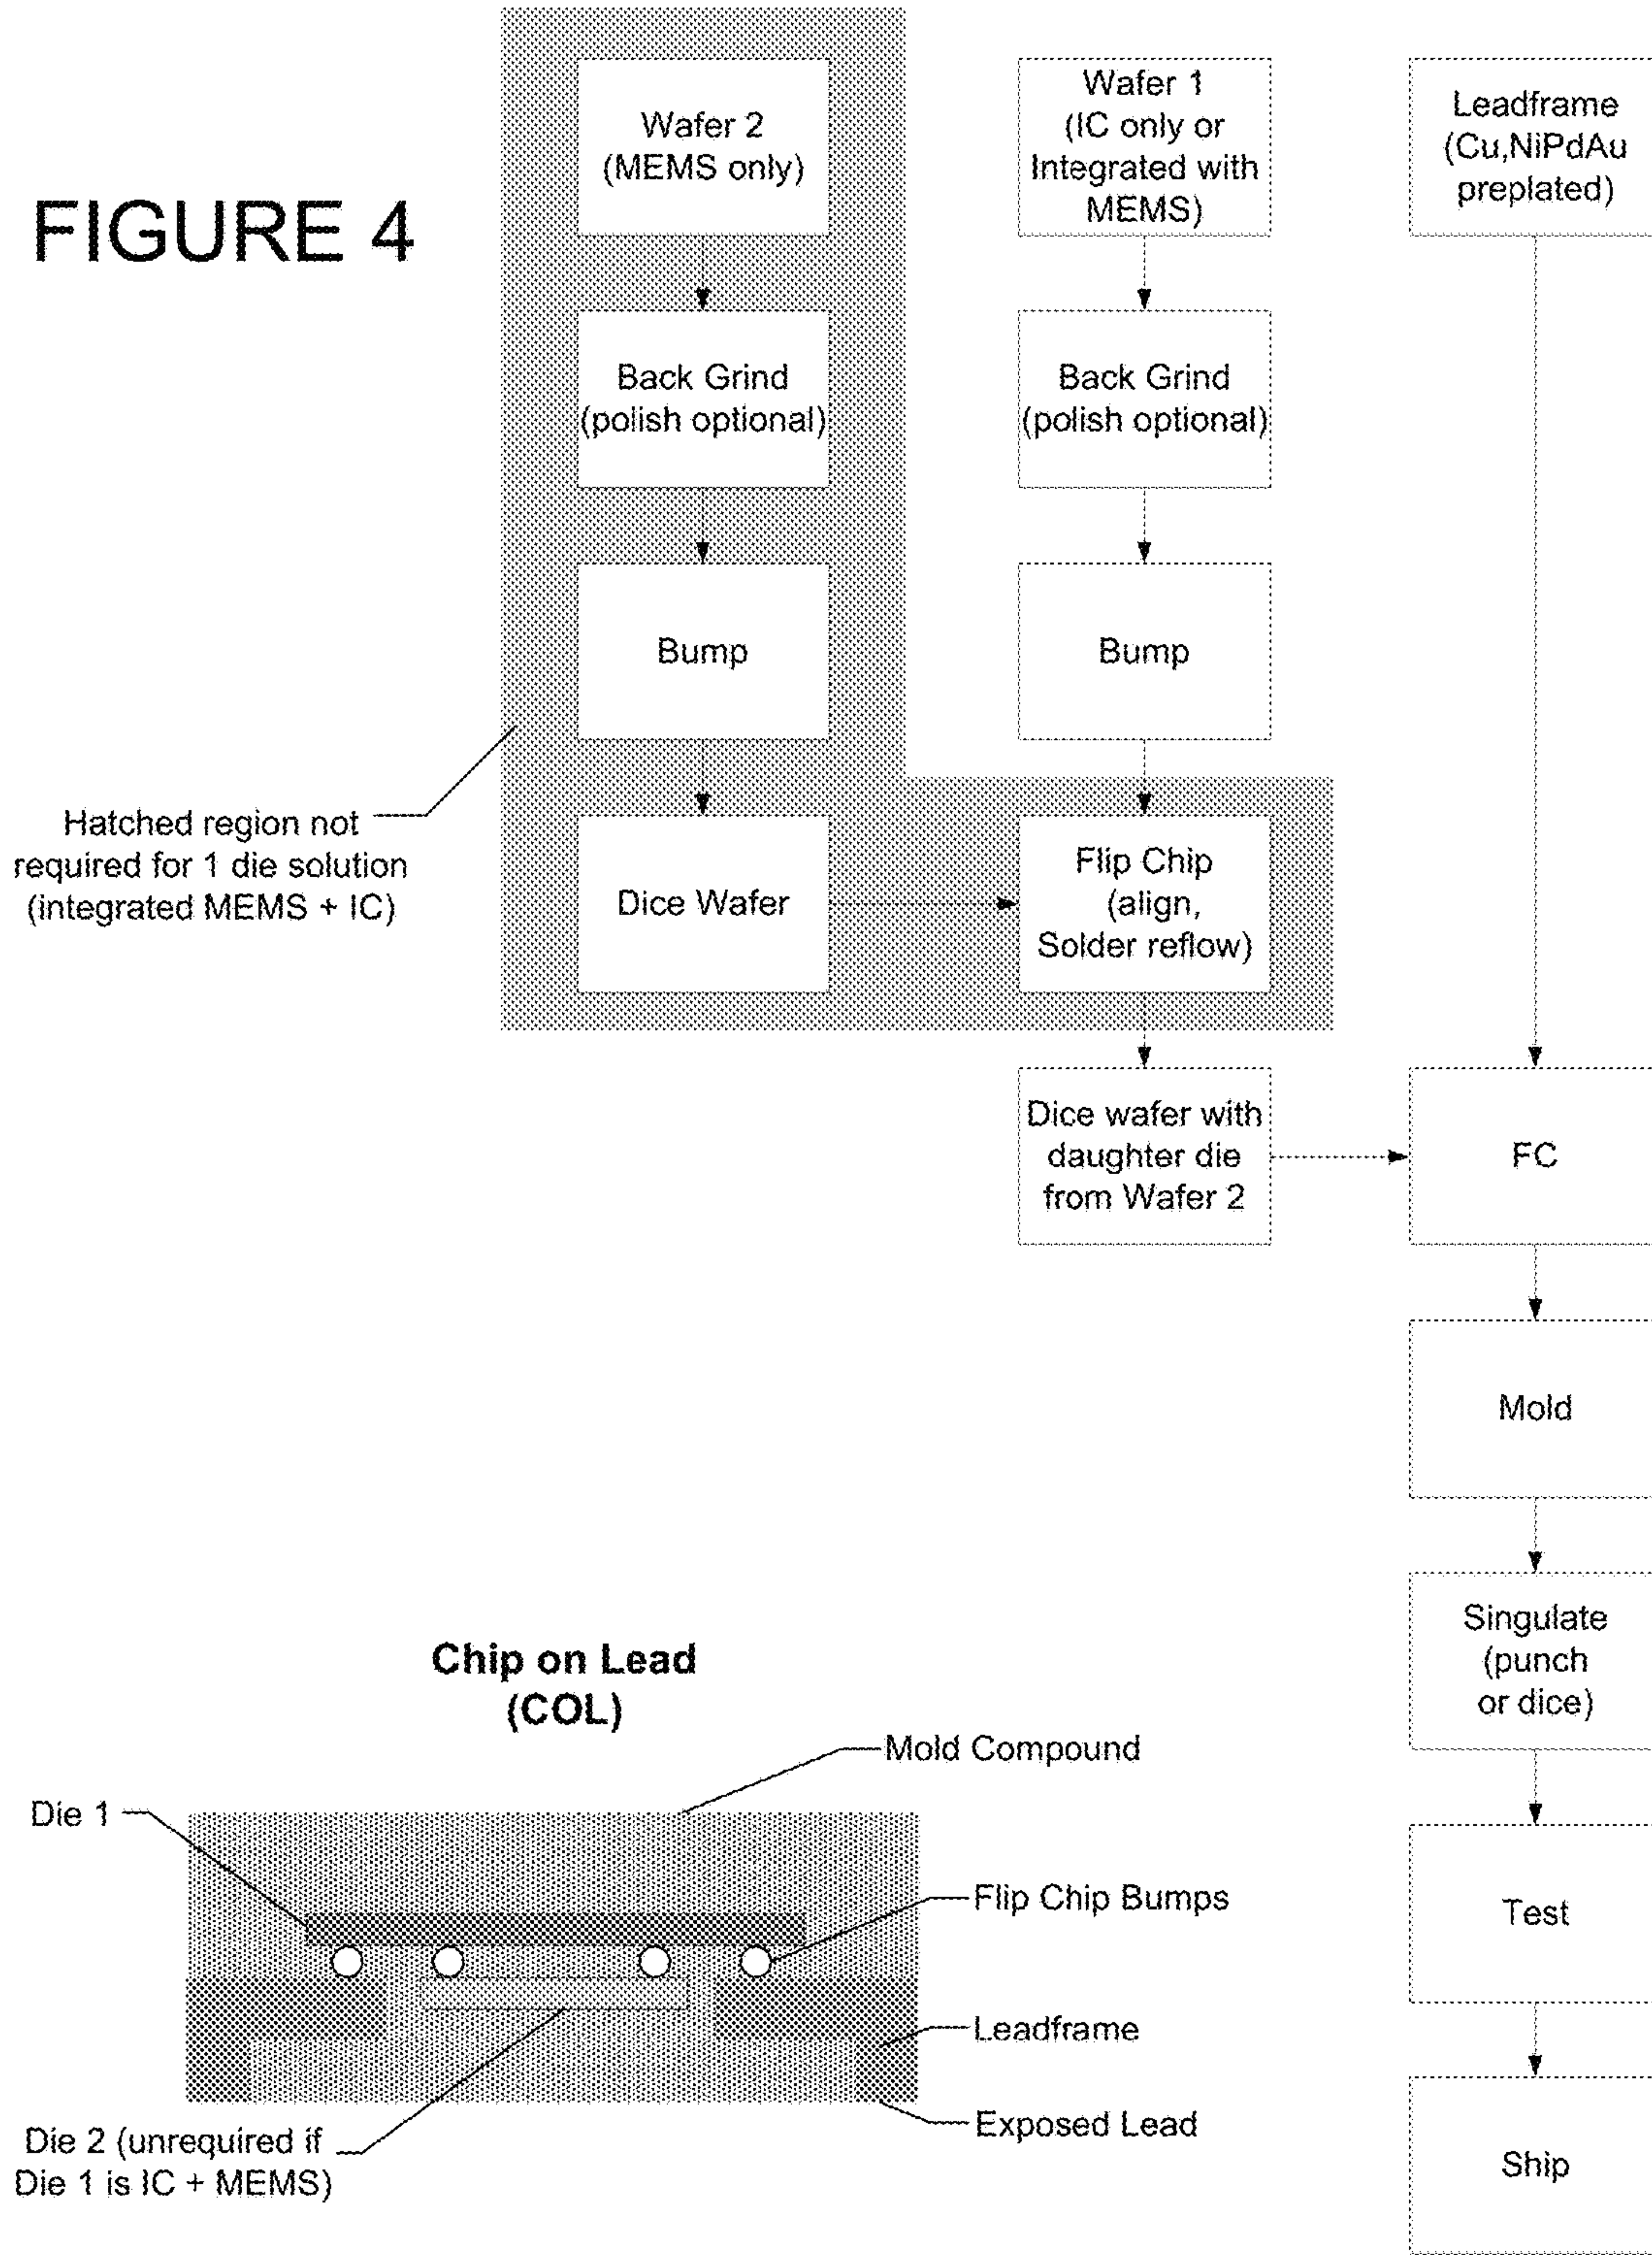 FIGURE 4
Wafer 2
(MEMS only)
Back Grind
(polish optional)
Bump
Dice Wafer
Hatched region not
required for 1 die solution
(integrated MEMS + IC)
Wafer 1
(IC only or
Integrated with
MEMS)
Back Grind
(polish optional)
Bump
Flip Chip
(align,
Solder reflow)
Dice wafer with
daughter die
from Wafer 2
Leadframe
(Cu,NiPdAu
preplated)
FC
Mold
Singulate
(punch
or dice)
Test
Ship
Chip on Lead
(COL)
Mold Compound
Die 1
Flip Chip Bumps
Leadframe
Exposed Lead
Die 2 (unrequired if
Die 1 is IC + MEMS)